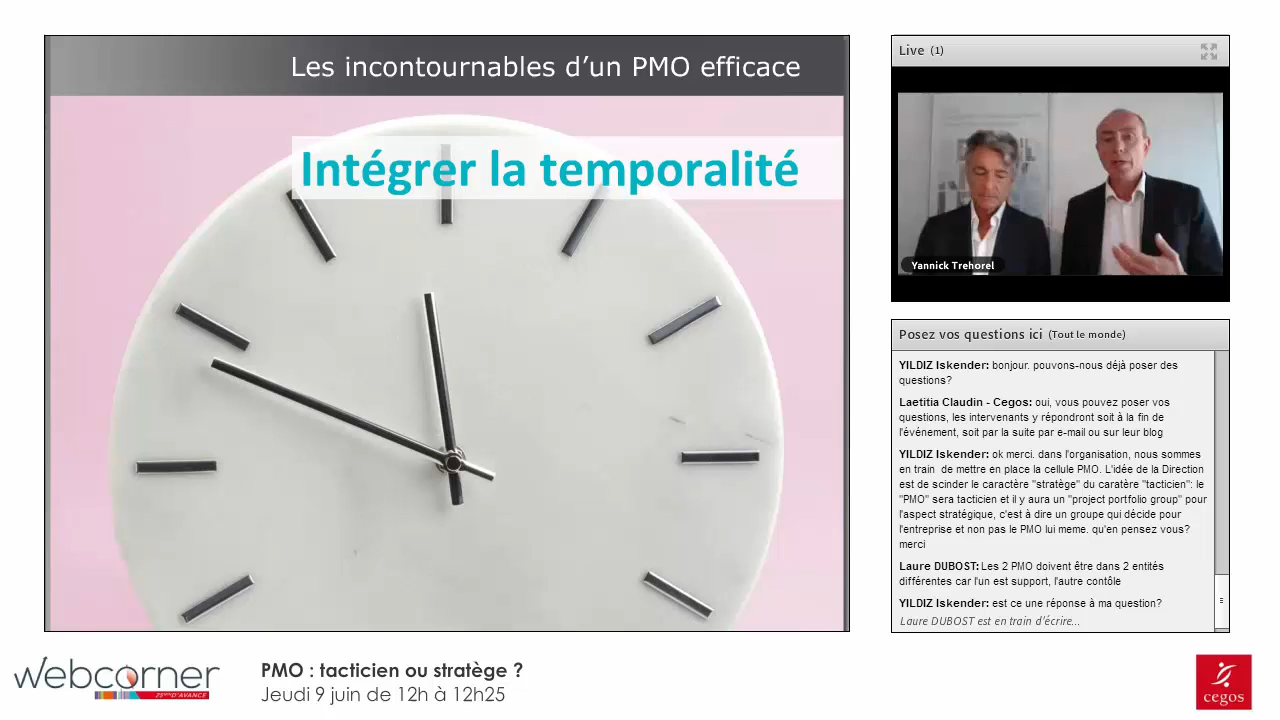 Les incontournables d’un PMO efficace
Intégrer la temporalité
Live (1)
Yannick Trehorel
Posez vos questions ici (Tout le monde)
YILDIZ Iskender: bonjour. pouvons-nous déjà poser des
questions?
Laetitia Claudin - Cegos: oui, vous pouvez poser vos
questions, les intervenants y répondront soit à la fin de
l'événement, soit par la suite par e-mail ou sur leur blog
YILDIZ Iskender: ok merci. dans l'organisation, nous sommes
en train de mettre en place la cellule PMO. L'idée de la Direction
est de scinder le caractère "stratège" du caratère "tacticien": le
"PMO" sera tacticien et il y aura un "project portfolio group" pour
l'aspect stratégique, c'est à dire un groupe qui décide pour
l'entreprise et non pas le PMO lui meme. qu'en pensez vous?
merci
Laure DUBOST: Les 2 PMO doivent être dans 2 entités
différentes car l'un est support, l'autre contôle
YILDIZ Iskender: est ce une réponse à ma question?
Laure DUBOST est en train d'écrire...
webcorner
D'AVANCE
PMO : tacticien ou stratège ?
Jeudi 9 juin de 12h à 12h25
cegos